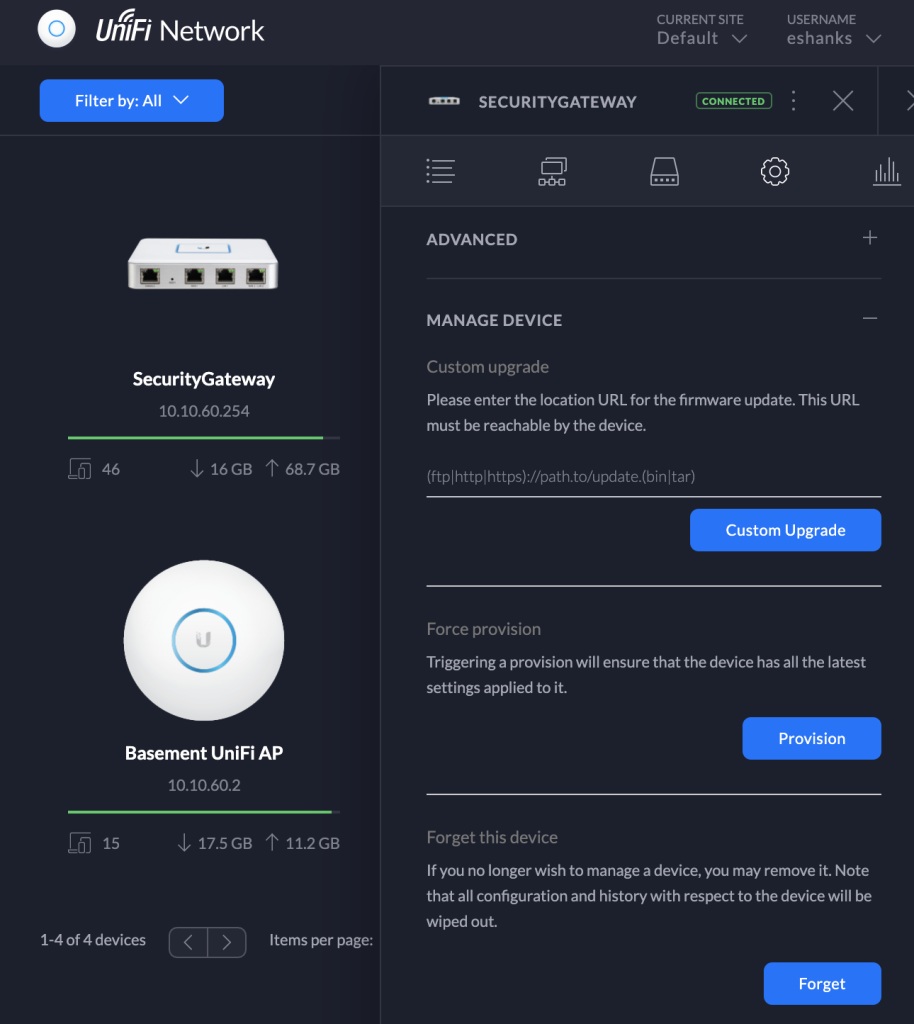 UniFi Network
CURRENT SITE
Default
USERNAME
eshanks
Filter by: All
SecurityGateway
10.10.60.254
46
16 GB
68.7 GB
Basement UniFi AP
10.10.60.2
15
17.5 GB
11.2 GB
1-4 of 4 devices
Items per page:
SECURITYGATEWAY
CONNECTED
ADVANCED
MANAGE DEVICE
Custom upgrade
Please enter the location URL for the firmware update. This URL
must be reachable by the device.
(ftp|http|https)://path.to/update.(bin|tar)
Custom Upgrade
Force provision
Triggering a provision will ensure that the device has all the latest
settings applied to it.
Provision
Forget this device
If you no longer wish to manage a device, you may remove it. Note
that all configuration and history with respect to the device will be
wiped out.
Forget